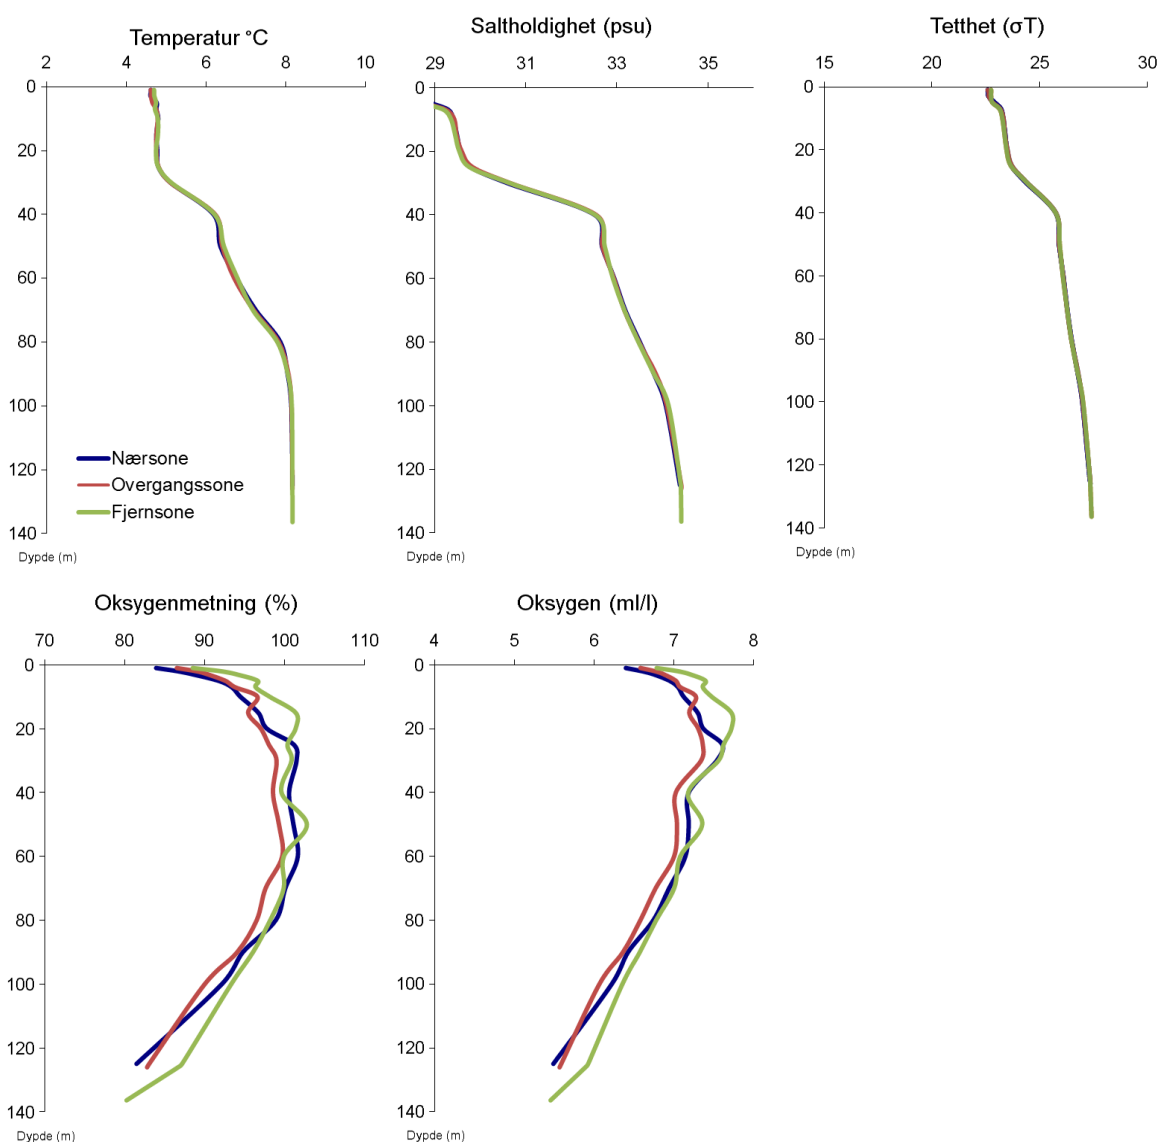 Temperatur °C
2 4 6 8 10
0
20
40
60
80
100
120
140
Nærsone
Overgangssone
Fjernsone
Dypde (m)
Saltholdighet (psu)
29 31 33 35
0
20
40
60
80
100
120
140
Dypde (m)
Tetthet (σT)
15 20 25 30
0
20
40
60
80
100
120
140
Dypde (m)
Oksygenmetning (%)
70 80 90 100 110
0
20
40
60
80
100
120
140
Dypde (m)
Oksygen (ml/l)
4 5 6 7 8
0
20
40
60
80
100
120
140
Dypde (m)